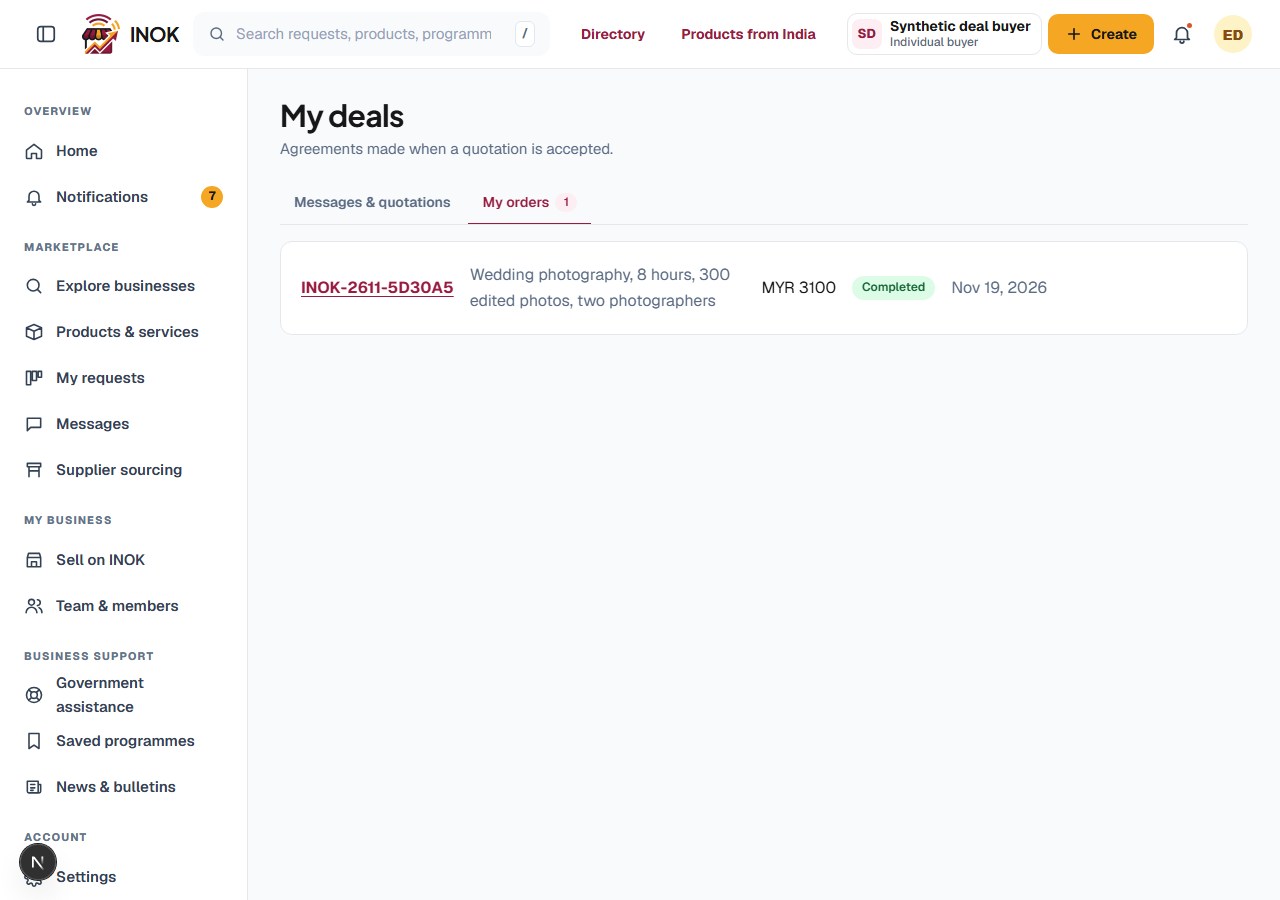 INOK
Search requests, products, programm
/
Directory
Products from India
SD
Synthetic deal buyer
Individual buyer
Create
ED
OVERVIEW
Home
Notifications
7
MARKETPLACE
Explore businesses
Products & services
My requests
Messages
Supplier sourcing
MY BUSINESS
Sell on INOK
Team & members
BUSINESS SUPPORT
Government
assistance
Saved programmes
News & bulletins
ACCOUNT
N
Settings
My deals
Agreements made when a quotation is accepted.
Messages & quotations
My orders 1
INOK-2611-5D30A5
Wedding photography, 8 hours, 300
edited photos, two photographers
MYR 3100
Completed
Nov 19, 2026